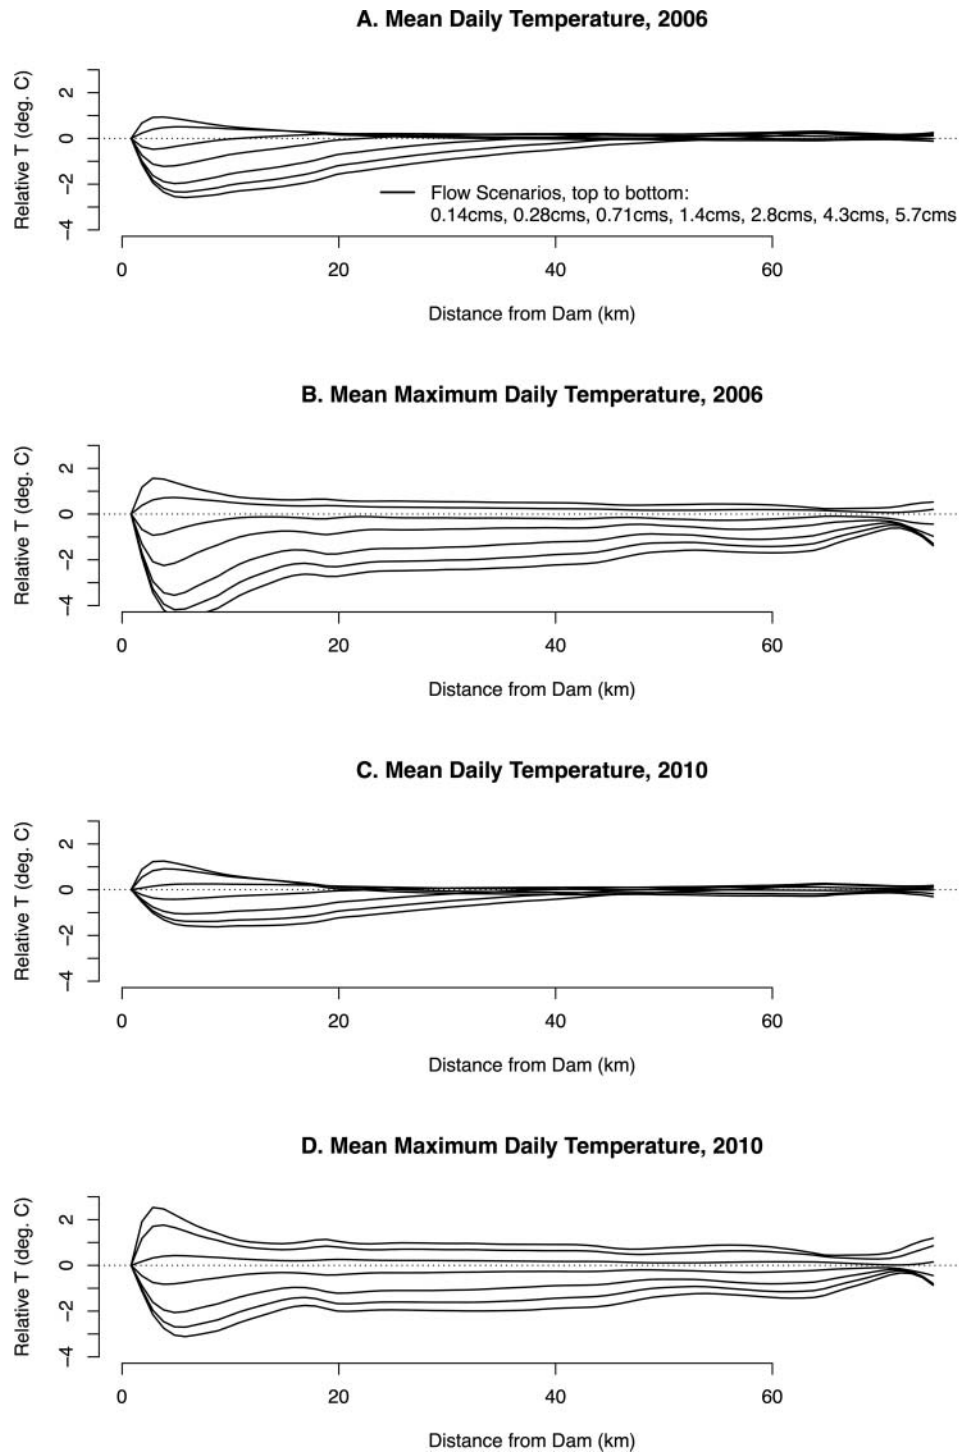 A. Mean Daily Temperature, 2006
Relative T (deg. C)
2
0
−2
−4
Flow Scenarios, top to bottom:
0.14cms, 0.28cms, 0.71cms, 1.4cms, 2.8cms, 4.3cms, 5.7cms
0 20 40 60
Distance from Dam (km)
B. Mean Maximum Daily Temperature, 2006
Relative T (deg. C)
2
0
−2
−4
0 20 40 60
Distance from Dam (km)
C. Mean Daily Temperature, 2010
Relative T (deg. C)
2
0
−2
−4
0 20 40 60
Distance from Dam (km)
D. Mean Maximum Daily Temperature, 2010
Relative T (deg. C)
2
0
−2
−4
0 20 40 60
Distance from Dam (km)